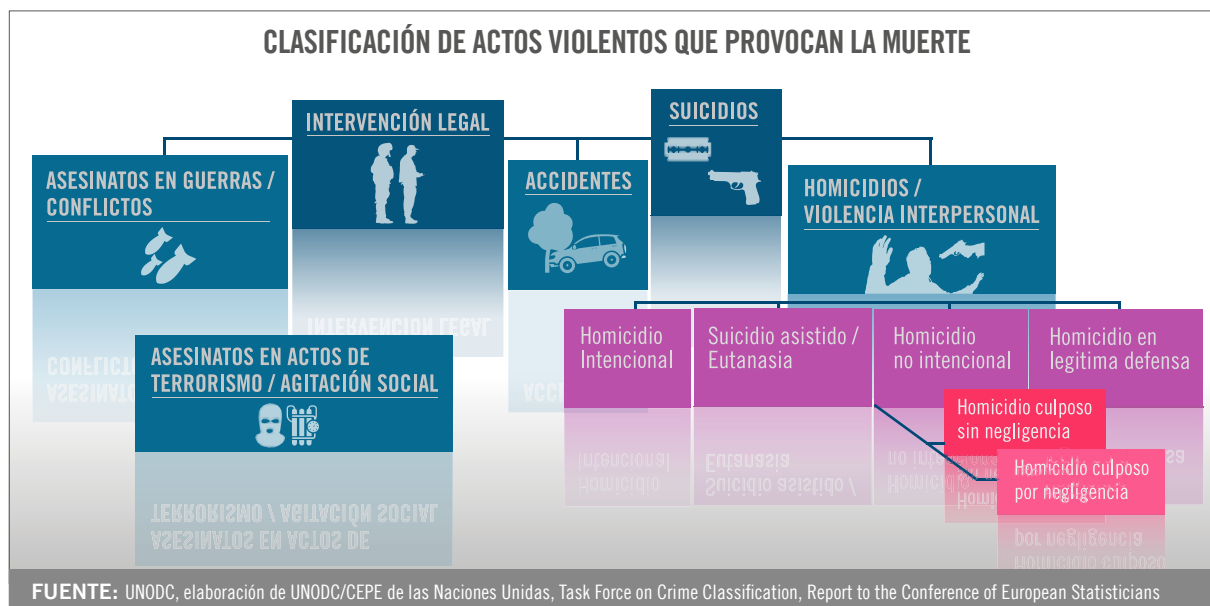 CLASIFICACIÓN DE ACTOS VIOLENTOS QUE PROVOCAN LA MUERTE
INTERVENCIÓN LEGAL
SUICIDIOS
ASESINATOS EN GUERRAS /
CONFLICTOS
ACCIDENTES
HOMICIDIOS /
VIOLENCIA INTERPERSONAL
ASESINATOS EN ACTOS DE
TERRORISMO / AGITACIÓN SOCIAL
Homicidio
Intencional
Suicidio asistido /
Eutanasia
Homicidio
no intencional
Homicidio en
legitima defensa
Homicidio culposo
sin negligencia
Homicidio culposo
por negligencia
FUENTE: UNODC, elaboración de UNODC/CEPE de las Naciones Unidas, Task Force on Crime Classification, Report to the Conference of European Statisticians